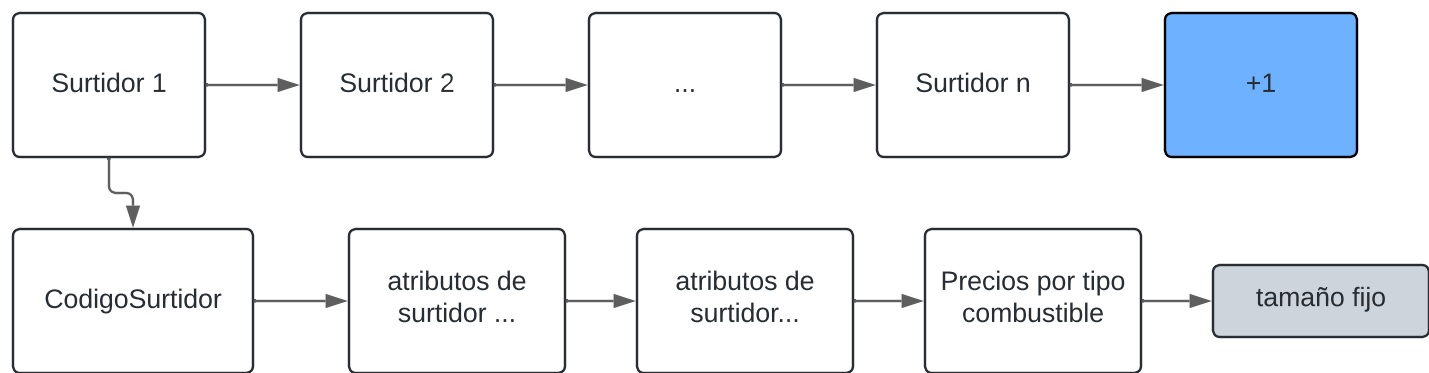 Surtidor 1
Surtidor 2
...
Surtidor n
+1
CodigoSurtidor
atributos de
surtidor ...
atributos de
surtidor...
Precios por tipo
combustible
tamaño fijo